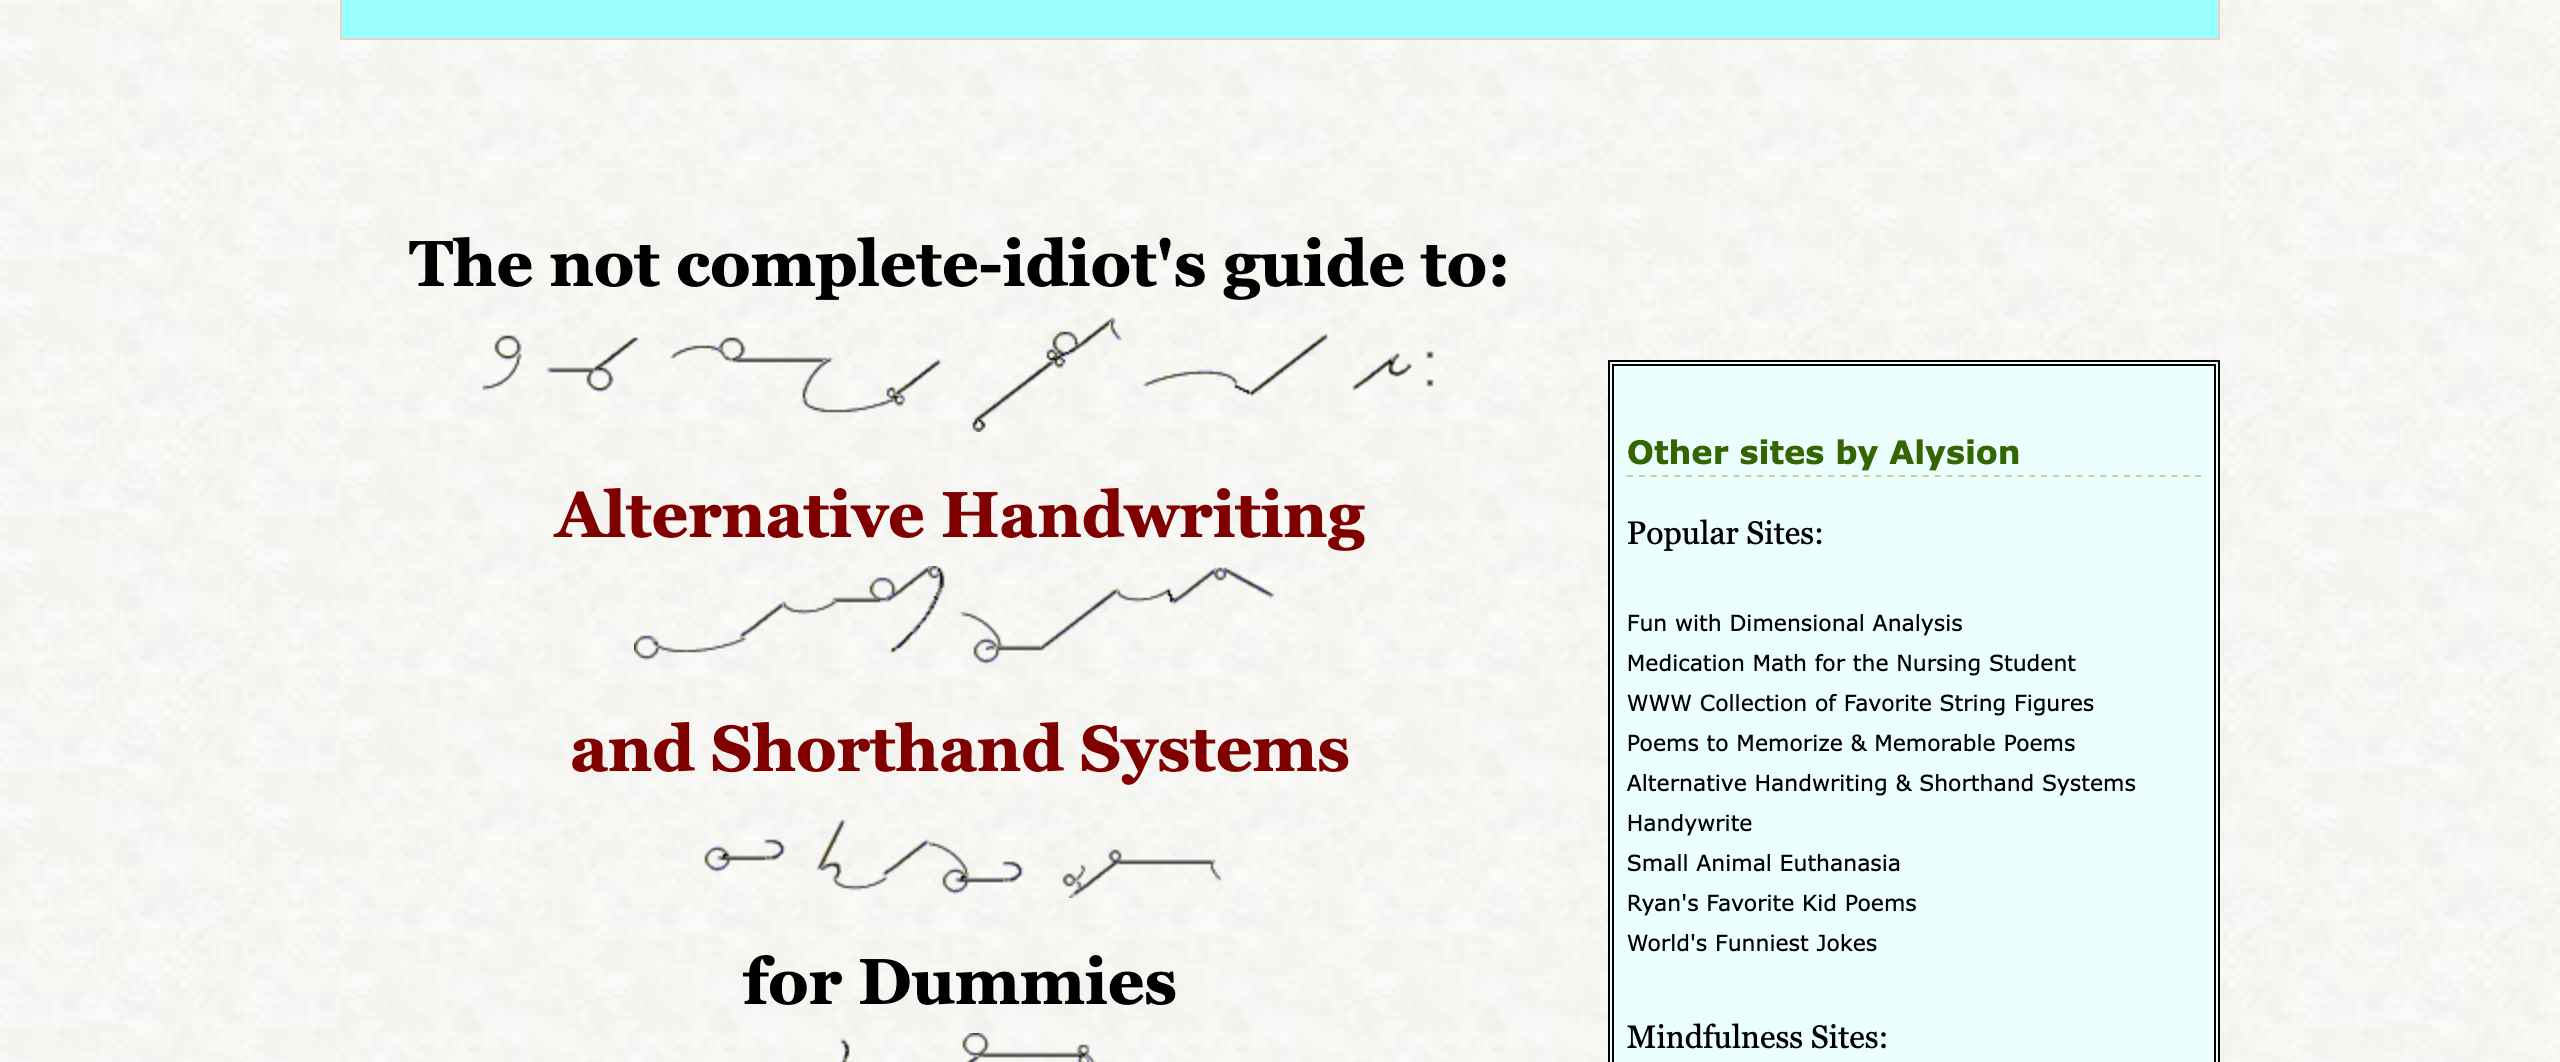 The not complete-idiot's guide to:
Alternative Handwriting
and Shorthand Systems
for Dummies
Other sites by Alysion
Popular Sites:
Fun with Dimensional Analysis
Medication Math for the Nursing Student
WWW Collection of Favorite String Figures
Poems to Memorize & Memorable Poems
Alternative Handwriting & Shorthand Systems
Handywrite
Small Animal Euthanasia
Ryan's Favorite Kid Poems
World's Funniest Jokes
Mindfulness Sites: